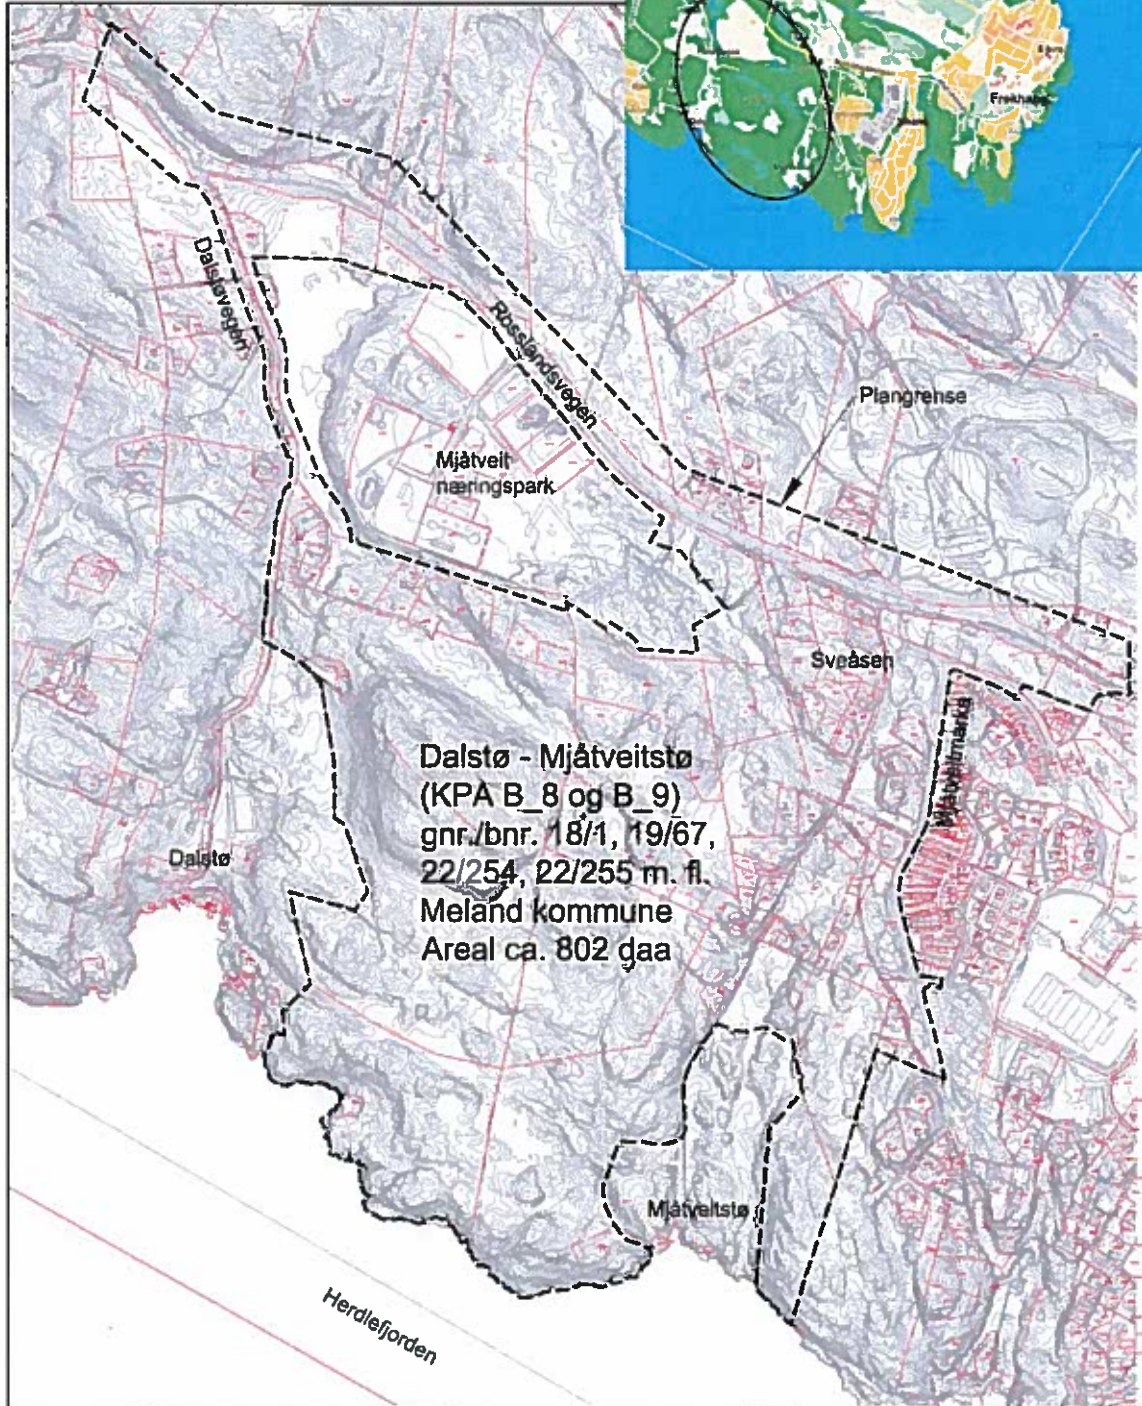 Frekhaug
Dalstøvegen
Rosslandsvegen
Plangrense
Mjåtveit
næringspark
Sveåsen
Mjåtveitmarka
Dalstø - Mjåtveitstø
(KPA B_8 og B_9)
gnr./bnr. 18/1, 19/67,
22/254, 22/255 m. fl.
Meland kommune
Areal ca. 802 daa
Dalstø
Mjåtveitstø
Herdlefjorden